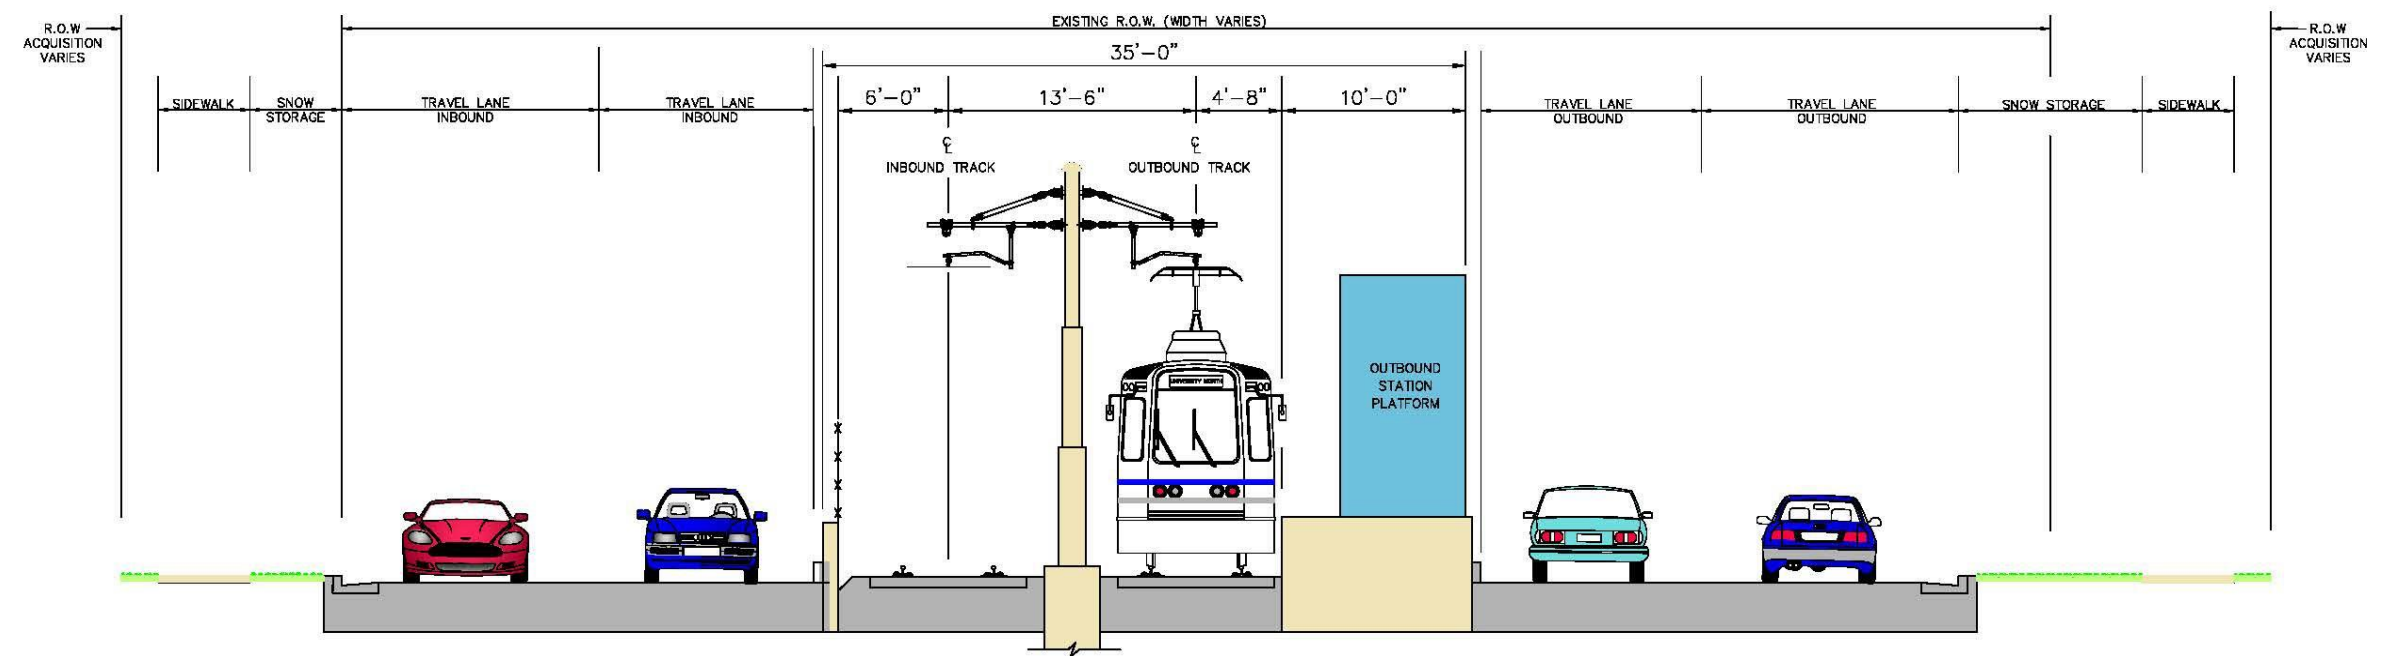 EXISTING R.O.W. (WIDTH VARIES)
R.O.W
ACQUISITION
VARIES
R.O.W
ACQUISITION
VARIES
35'-0"
6'-0"
13'-6"
4'-8"
10'-0"
SIDEWALK
SNOW
STORAGE
TRAVEL LANE
INBOUND
TRAVEL LANE
INBOUND
TRAVEL LANE
OUTBOUND
TRAVEL LANE
OUTBOUND
SNOW STORAGE
SIDEWALK
℄
INBOUND TRACK
℄
OUTBOUND TRACK
UNIVERSITY NORTH
OUTBOUND
STATION
PLATFORM